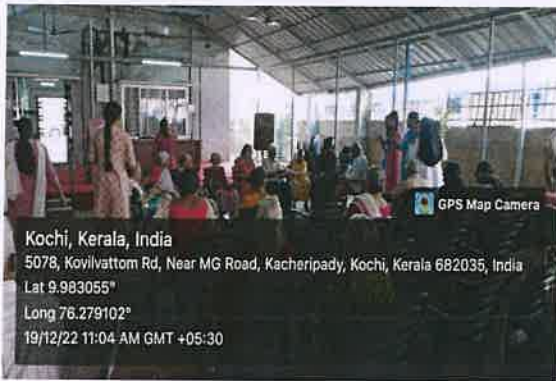 GPS Map Camera
Kochi, Kerala, India
5078, Kovilvattom Rd, Near MG Road, Kacheripady, Kochi, Kerala 682035, India
Lat 9.983055°
Long 76.279102°
19/12/22 11:04 AM GMT +05:30